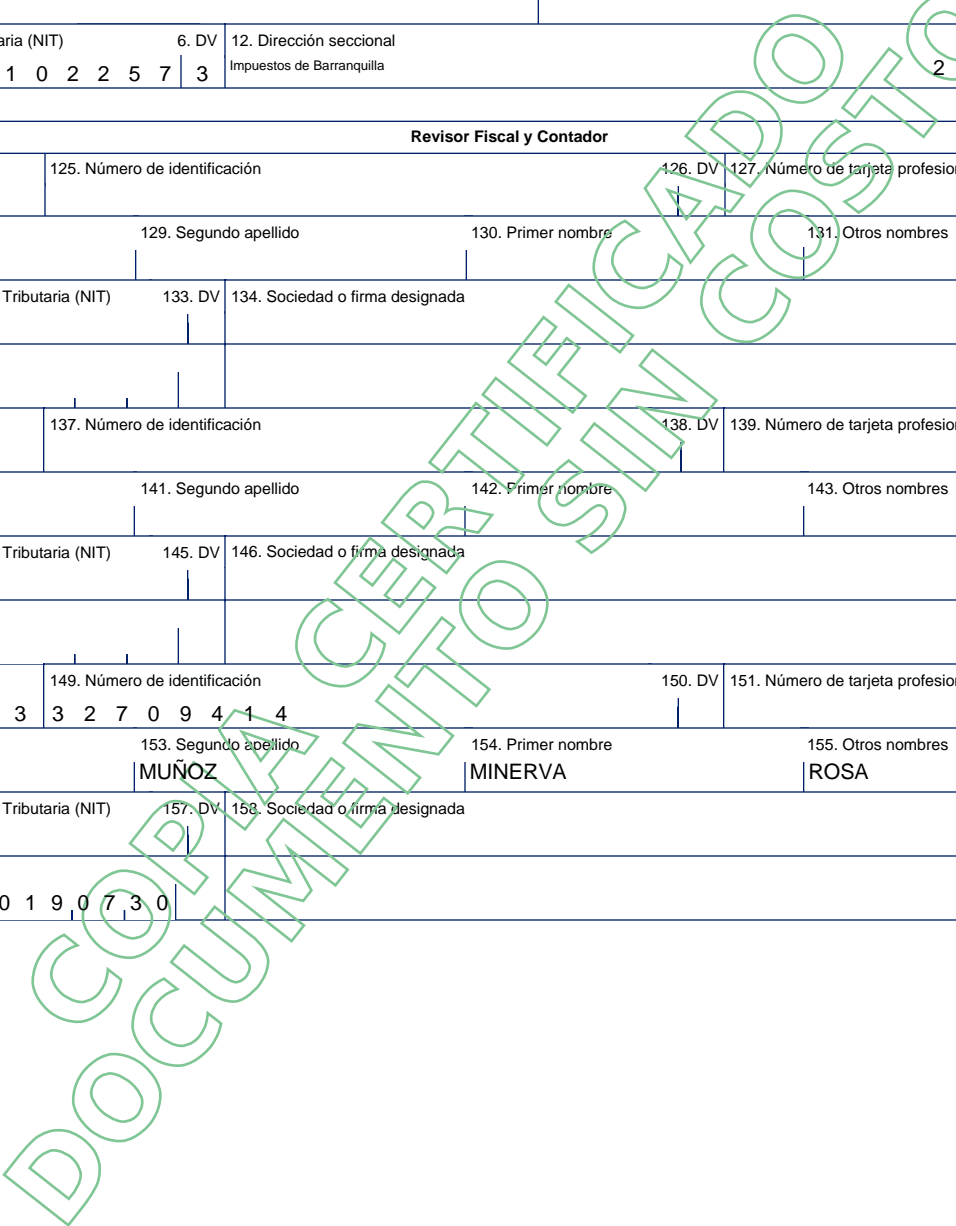 aria (NIT) 6. DV 12. Dirección seccional
1 0 2 2 5 7 3 Impuestos de Barranquilla 2
Revisor Fiscal y Contador
125. Número de identificación 126. DV 127. Número de tarjeta profesion
129. Segundo apellido 130. Primer nombre 131. Otros nombres
Tributaria (NIT) 133. DV 134. Sociedad o firma designada
137. Número de identificación 138. DV 139. Número de tarjeta profesion
141. Segundo apellido 142. Primer nombre 143. Otros nombres
Tributaria (NIT) 145. DV 146. Sociedad o firma designada
149. Número de identificación 150. DV 151. Número de tarjeta profesion
3 3 2 7 0 9 4 1 4
153. Segundo apellido 154. Primer nombre 155. Otros nombres
MUÑOZ MINERVA ROSA
Tributaria (NIT) 157. DV 158. Sociedad o firma designada
0 1 9 0 7 3 0
COPIA CERTIFICADO
DOCUMENTO SIN COSTO